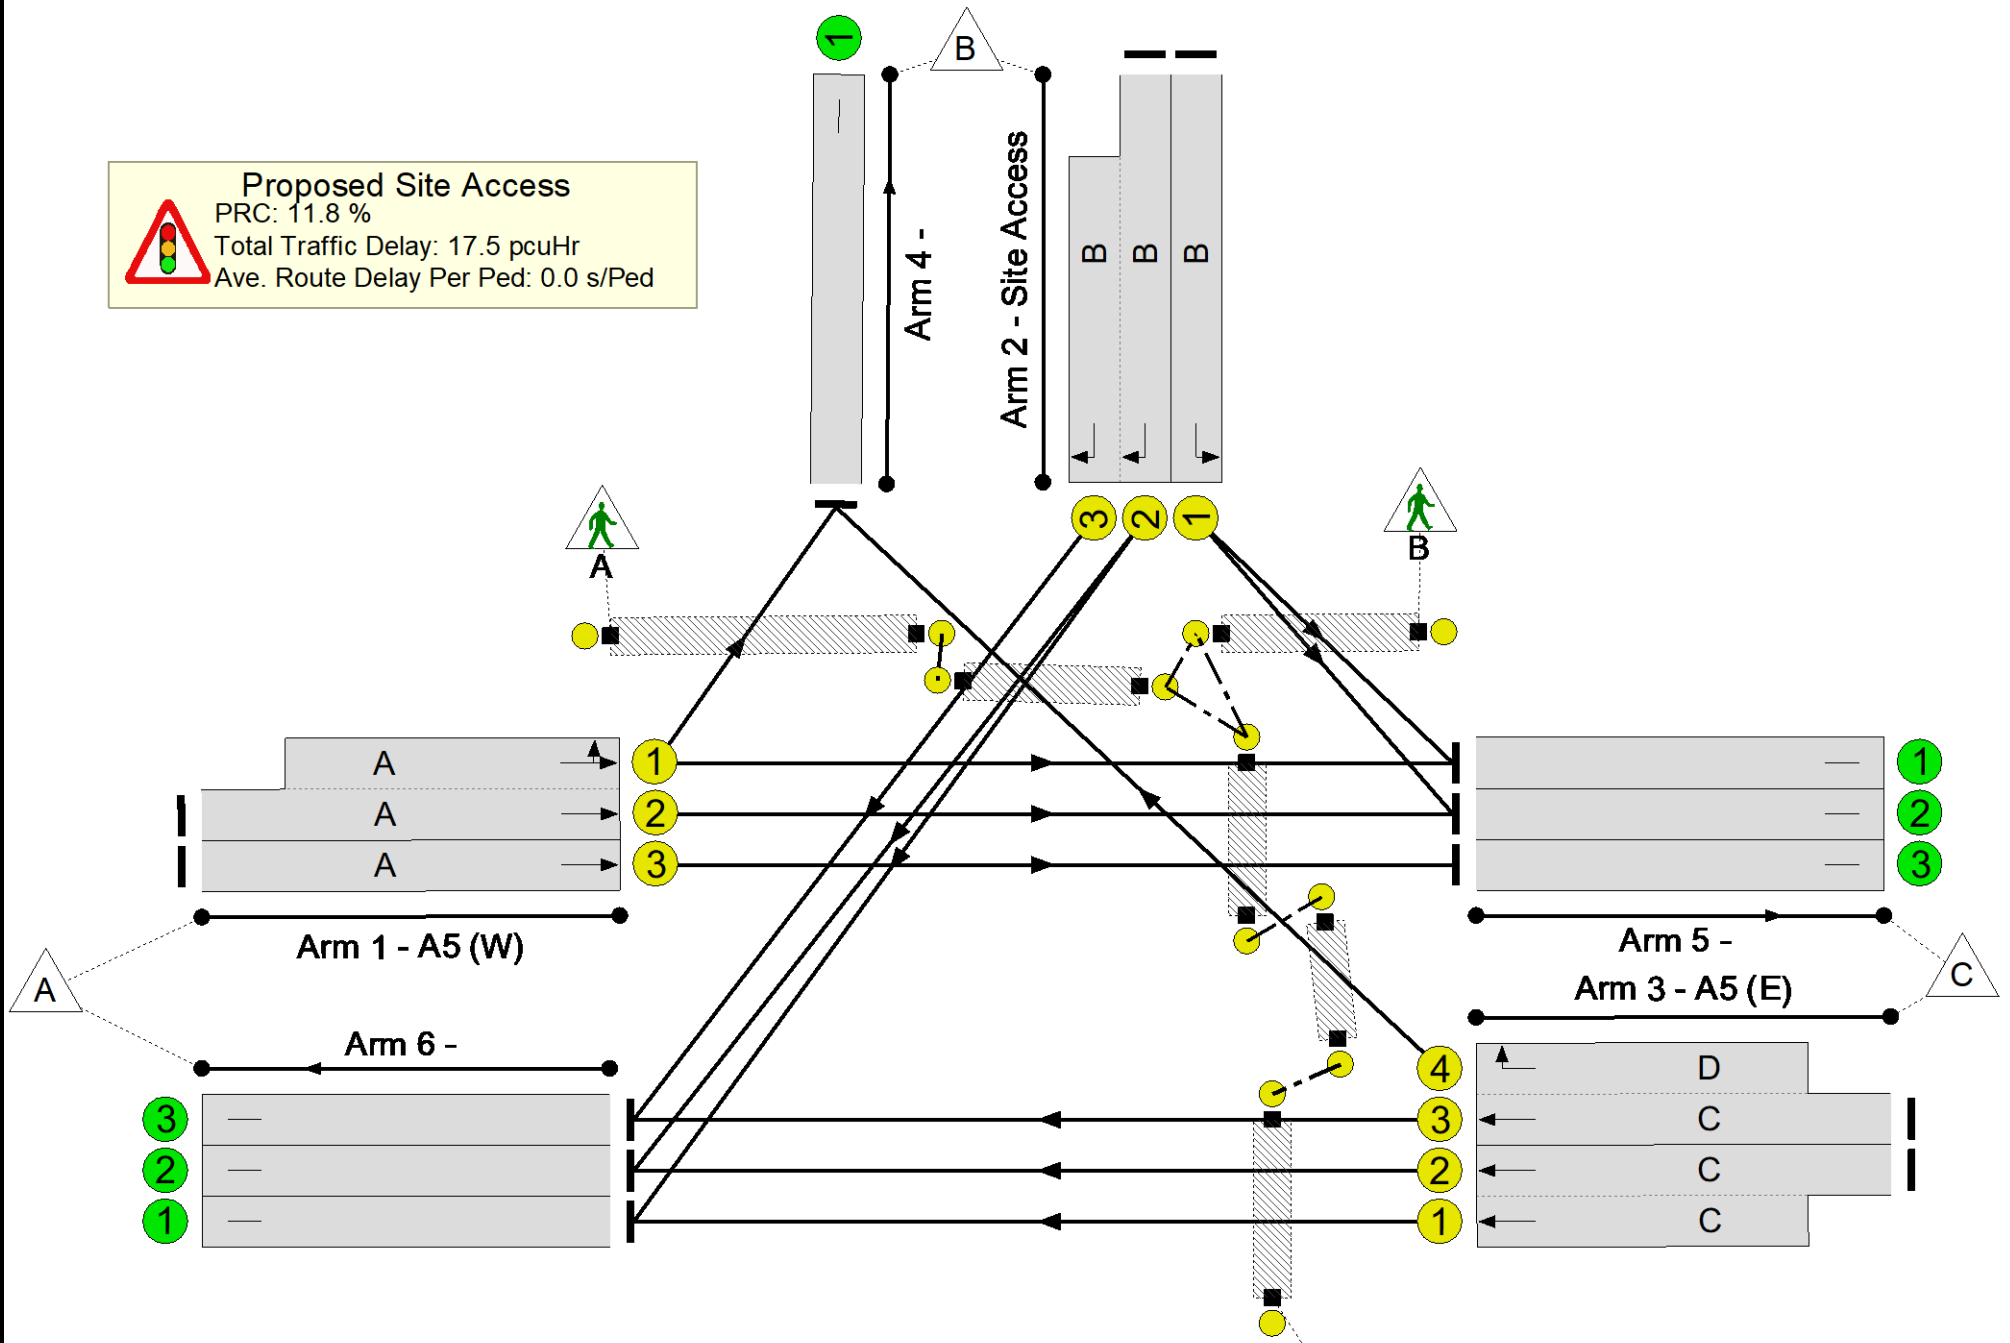 1
B
Proposed Site Access
PRC: 11.8 %
Total Traffic Delay: 17.5 pcuHr
Ave. Route Delay Per Ped: 0.0 s/Ped
Arm 4 -
Arm 2 - Site Access
B
B
B
3
2
1
A
B
A
1
A
2
A
3
1
2
3
Arm 1 - A5 (W)
Arm 5 -
A
C
Arm 3 - A5 (E)
Arm 6 -
4
D
3
3
C
2
2
C
1
1
C